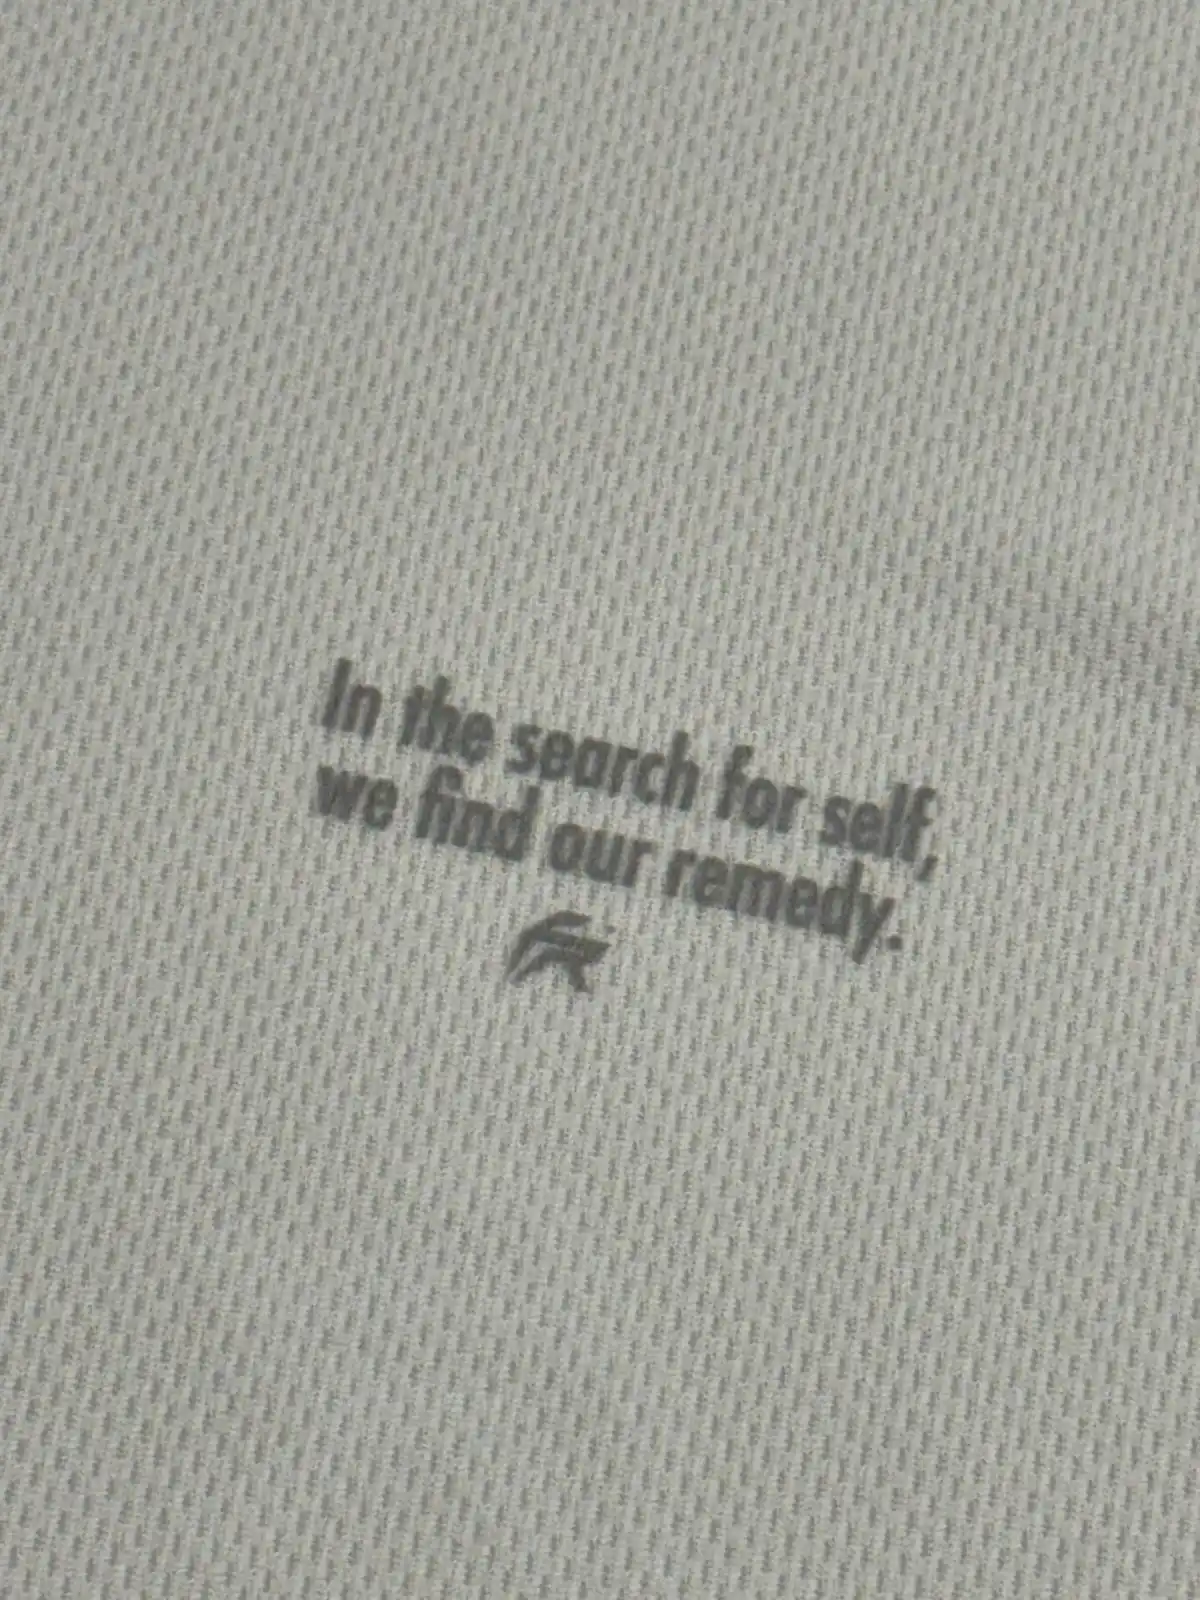 In the search for self,
we find our remedy.